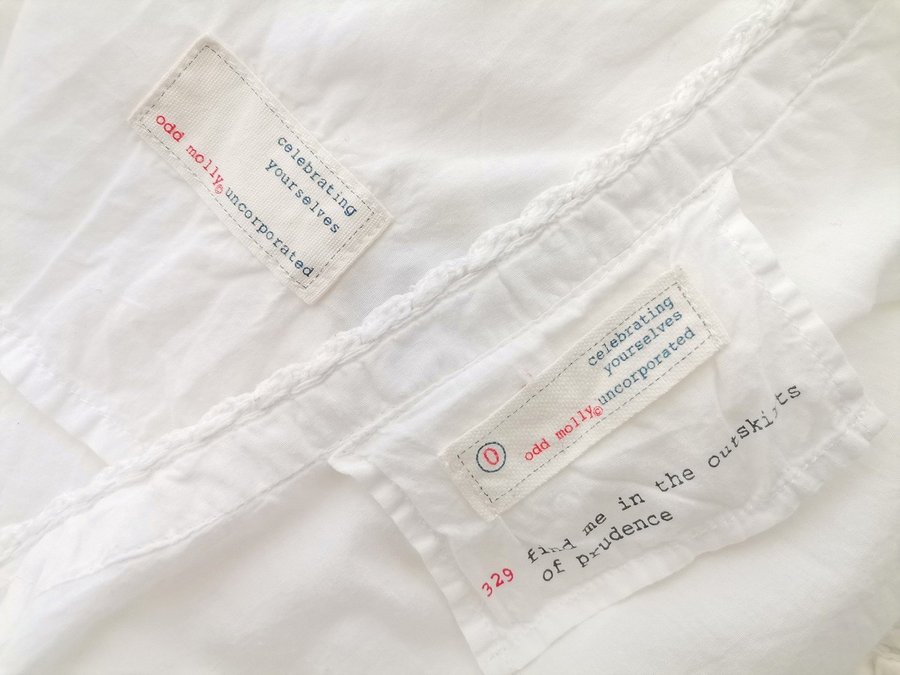 celebrating
yourselves
odd molly© uncorporated
celebrating
yourselves
odd molly© uncorporated
0
329 find me in the outskirts
of prudence